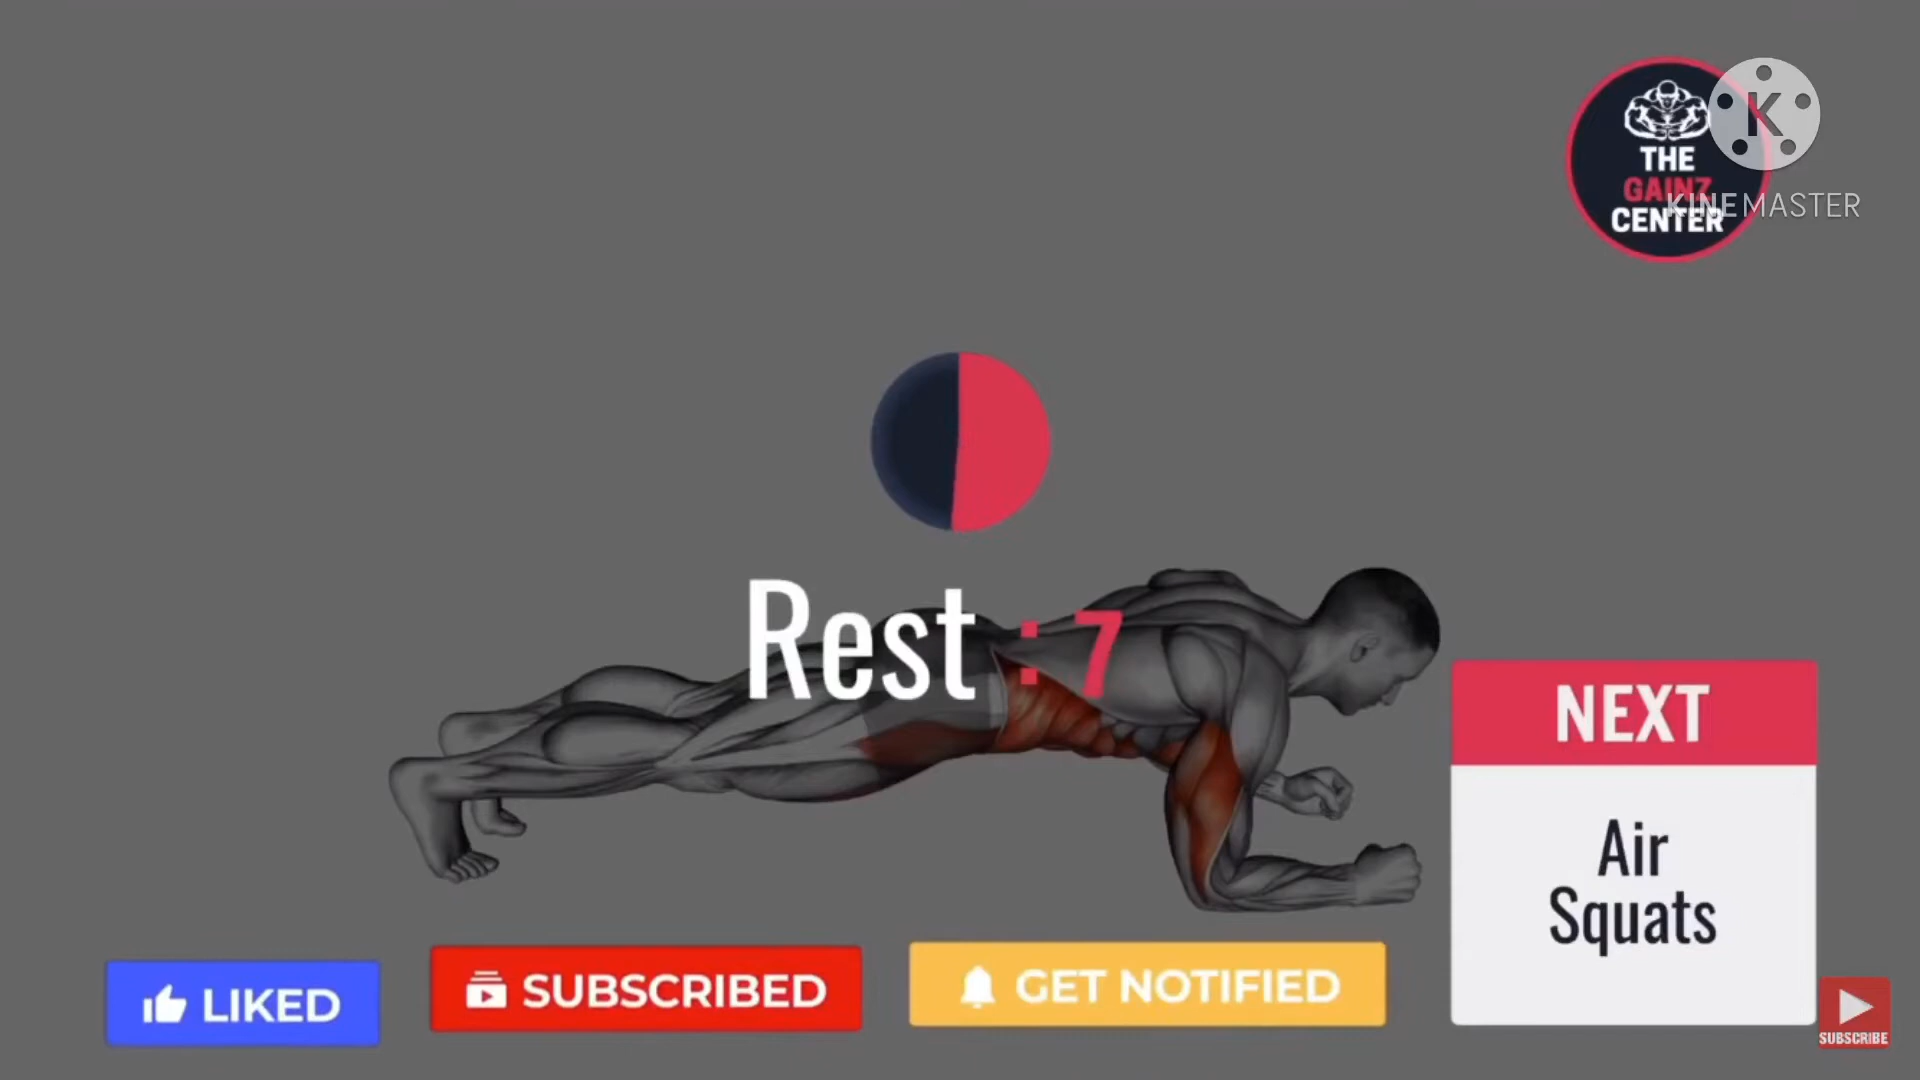 THE
GAINZ
CENTER
K
KINEMASTER
Rest : 7
NEXT
Air
Squats
LIKED
SUBSCRIBED
GET NOTIFIED
SUBSCRIBE